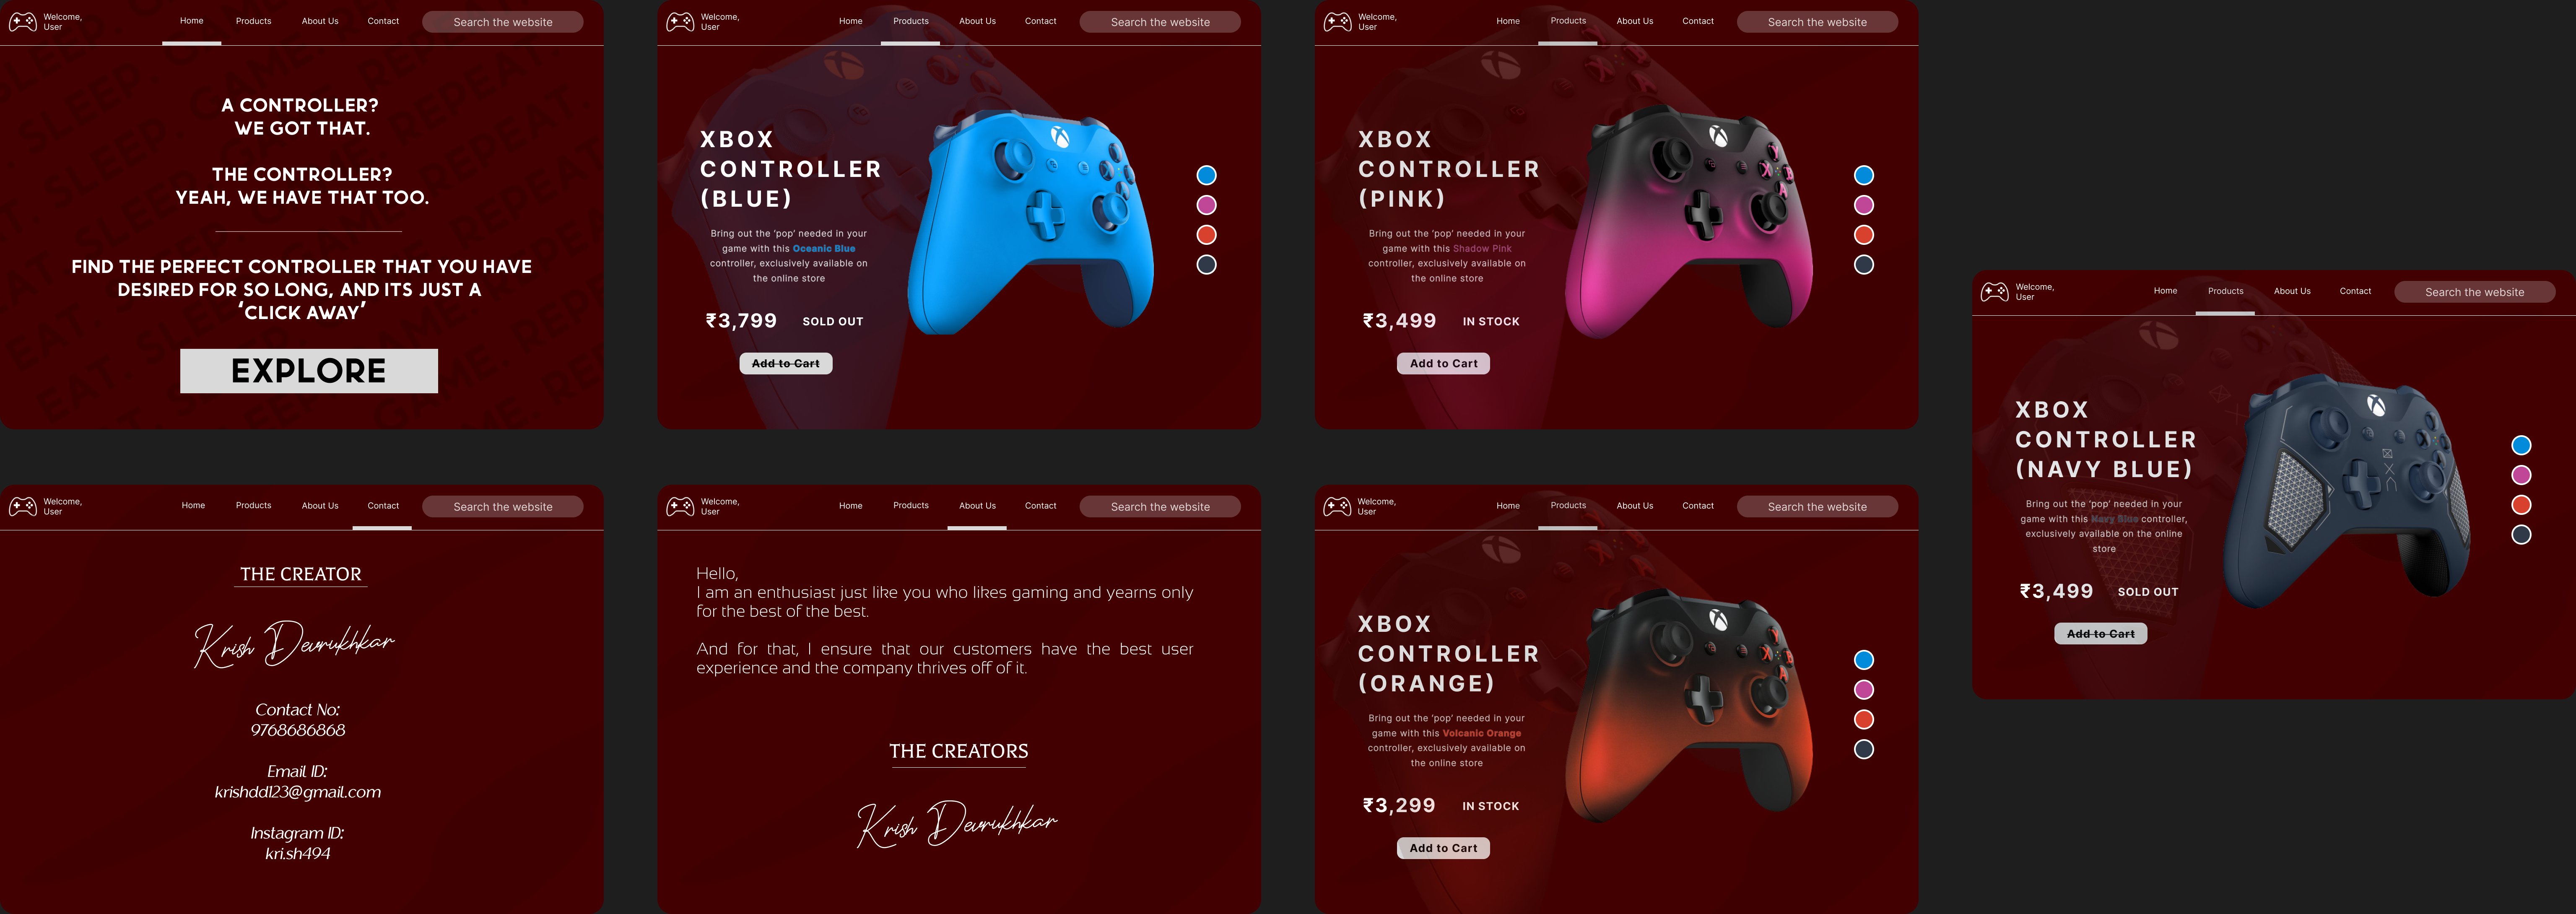 Welcome,
User
Home
Products
About Us
Contact
Search the website
A CONTROLLER?
WE GOT THAT.
THE CONTROLLER?
YEAH, WE HAVE THAT TOO.
FIND THE PERFECT CONTROLLER THAT YOU HAVE
DESIRED FOR SO LONG, AND ITS JUST A
‘CLICK AWAY’
EXPLORE
Welcome,
User
Home
Products
About Us
Contact
Search the website
XBOX
CONTROLLER
(BLUE)
Bring out the ‘pop’ needed in your
game with this Oceanic Blue
controller, exclusively available on
the online store
₹3,799
SOLD OUT
Add to Cart
Welcome,
User
Home
Products
About Us
Contact
Search the website
XBOX
CONTROLLER
(PINK)
Bring out the ‘pop’ needed in your
game with this Shadow Pink
controller, exclusively available on
the online store
₹3,499
IN STOCK
Add to Cart
Welcome,
User
Home
Products
About Us
Contact
Search the website
XBOX
CONTROLLER
(NAVY BLUE)
Bring out the ‘pop’ needed in your
game with this Navy Blue controller,
exclusively available on the online
store
₹3,499
SOLD OUT
Add to Cart
Welcome,
User
Home
Products
About Us
Contact
Search the website
THE CREATOR
Krish Devrukhkar
Contact No:
9768686868
Email ID:
krishdd123@gmail.com
Instagram ID:
kri.sh494
Welcome,
User
Home
Products
About Us
Contact
Search the website
Hello,
I am an enthusiast just like you who likes gaming and yearns only
for the best of the best.
And for that, I ensure that our customers have the best user
experience and the company thrives off of it.
THE CREATORS
Krish Devrukhkar
Welcome,
User
Home
Products
About Us
Contact
Search the website
XBOX
CONTROLLER
(ORANGE)
Bring out the ‘pop’ needed in your
game with this Volcanic Orange
controller, exclusively available on
the online store
₹3,299
IN STOCK
Add to Cart